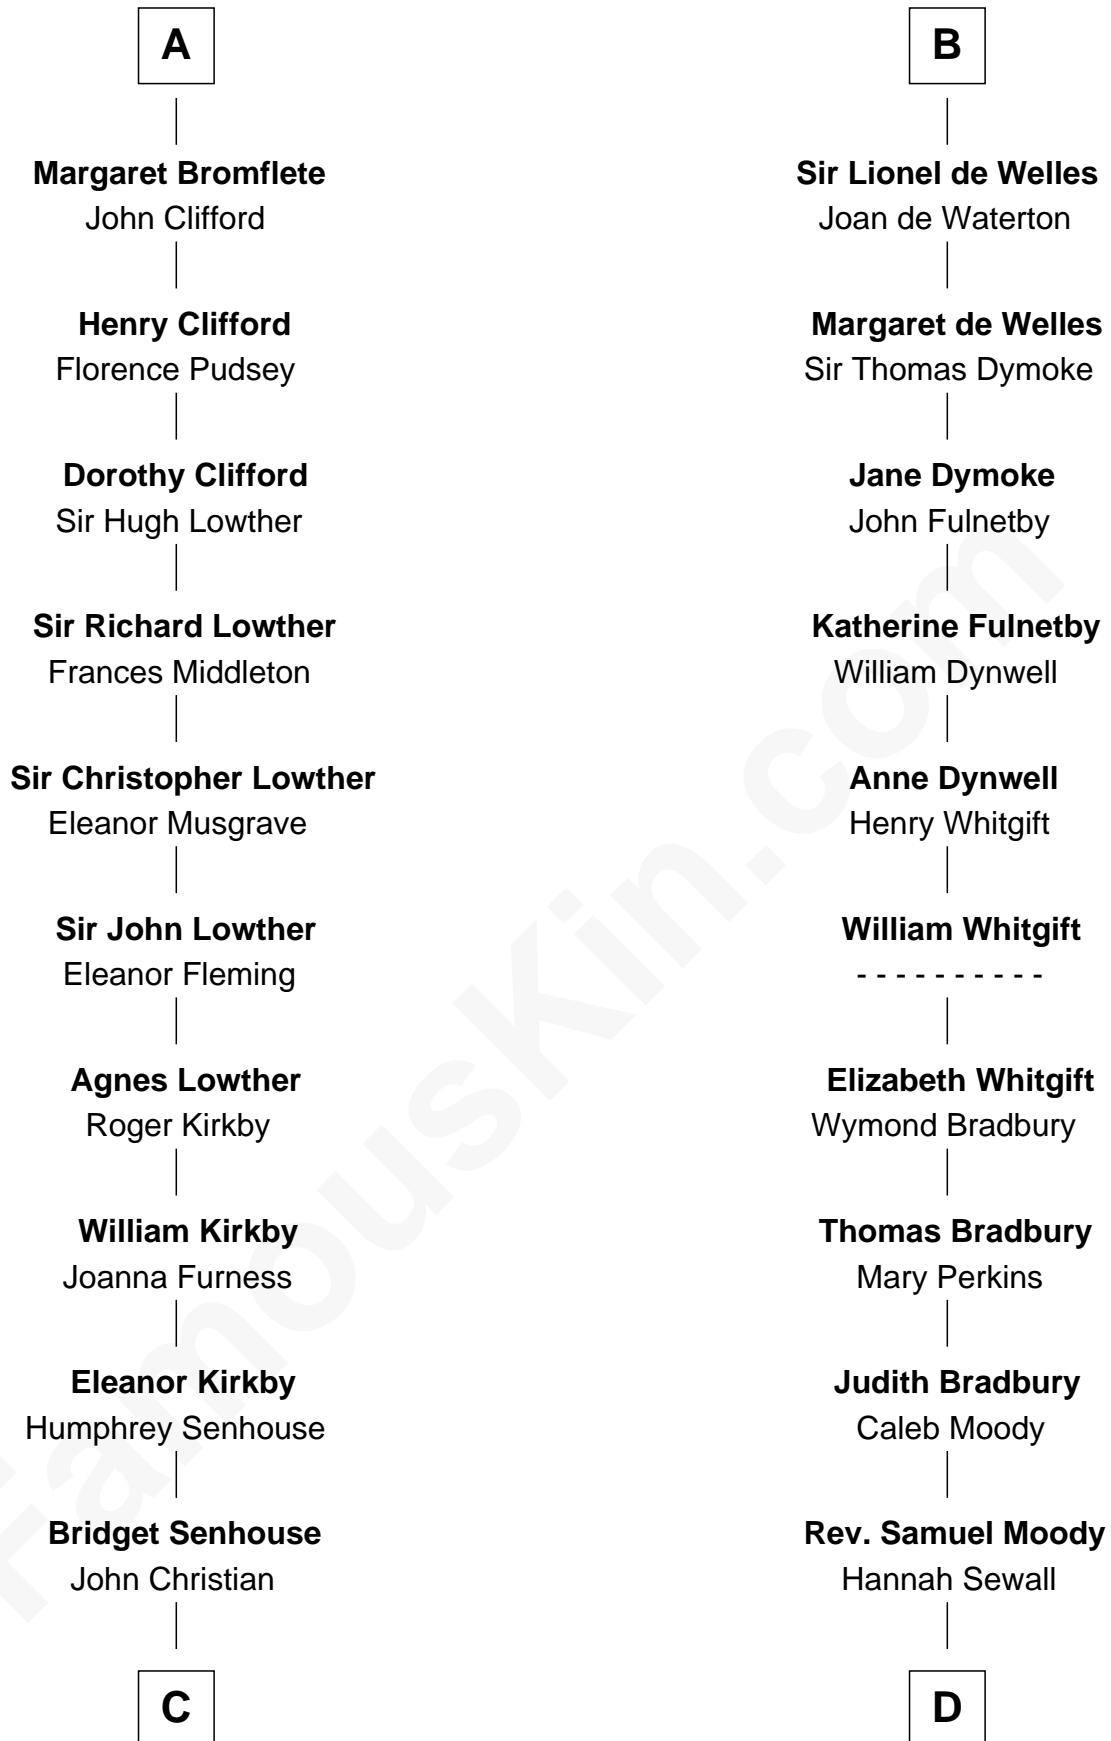 A
Margaret Bromflete
John Clifford
Henry Clifford
Florence Pudsey
Dorothy Clifford
Sir Hugh Lowther
Sir Richard Lowther
Frances Middleton
Sir Christopher Lowther
Eleanor Musgrave
Sir John Lowther
Eleanor Fleming
Agnes Lowther
Roger Kirkby
William Kirkby
Joanna Furness
Eleanor Kirkby
Humphrey Senhouse
Bridget Senhouse
John Christian
C
B
Sir Lionel de Welles
Joan de Waterton
Margaret de Welles
Sir Thomas Dymoke
Jane Dymoke
John Fulnetby
Katherine Fulnetby
William Dynwell
Anne Dynwell
Henry Whitgift
William Whitgift
- - - - - - - - - -
Elizabeth Whitgift
Wymond Bradbury
Thomas Bradbury
Mary Perkins
Judith Bradbury
Caleb Moody
Rev. Samuel Moody
Hannah Sewall
D
FamousKin.com